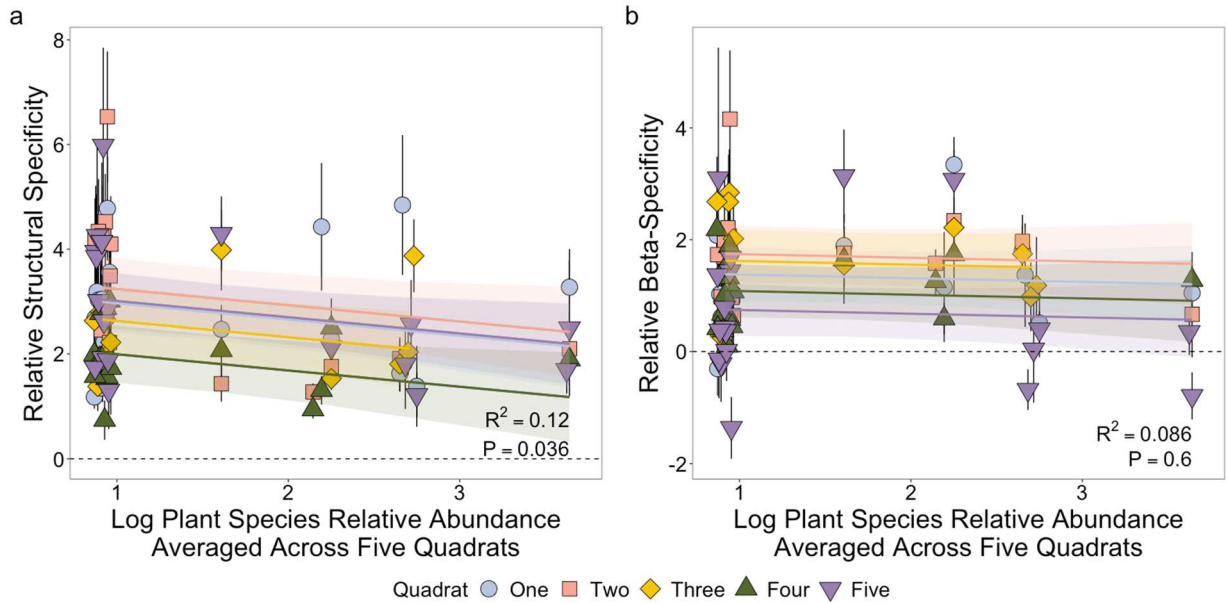 a
8
6
4
2
0
Relative Structural Specificity
R² = 0.12
P = 0.036
1 2 3
Log Plant Species Relative Abundance
Averaged Across Five Quadrats
b
4
2
0
-2
Relative Beta-Specificity
R² = 0.086
P = 0.6
1 2 3
Log Plant Species Relative Abundance
Averaged Across Five Quadrats
Quadrat One Two Three Four Five